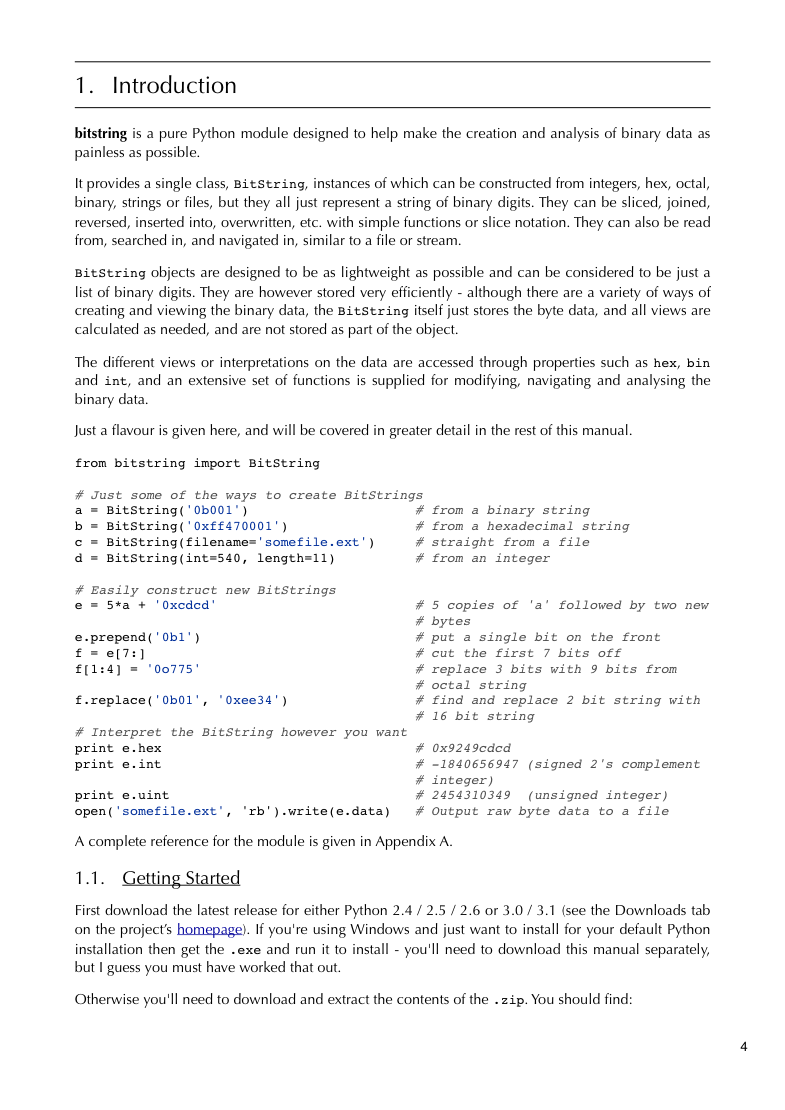 1. Introduction
bitstring is a pure Python module designed to help make the creation and analysis of binary data as
painless as possible.
It provides a single class, BitString, instances of which can be constructed from integers, hex, octal,
binary, strings or files, but they all just represent a string of binary digits. They can be sliced, joined,
reversed, inserted into, overwritten, etc. with simple functions or slice notation. They can also be read
from, searched in, and navigated in, similar to a file or stream.
BitString objects are designed to be as lightweight as possible and can be considered to be just a
list of binary digits. They are however stored very efficiently - although there are a variety of ways of
creating and viewing the binary data, the BitString itself just stores the byte data, and all views are
calculated as needed, and are not stored as part of the object.
The different views or interpretations on the data are accessed through properties such as hex, bin
and int, and an extensive set of functions is supplied for modifying, navigating and analysing the
binary data.
Just a flavour is given here, and will be covered in greater detail in the rest of this manual.
from bitstring import BitString
# Just some of the ways to create BitStrings
a = BitString('0b001') # from a binary string
b = BitString('0xff470001') # from a hexadecimal string
c = BitString(filename='somefile.ext') # straight from a file
d = BitString(int=540, length=11) # from an integer
# Easily construct new BitStrings
e = 5*a + '0xcdcd' # 5 copies of 'a' followed by two new
# bytes
e.prepend('0b1') # put a single bit on the front
f = e[7:] # cut the first 7 bits off
f[1:4] = '0o775' # replace 3 bits with 9 bits from
# octal string
f.replace('0b01', '0xee34') # find and replace 2 bit string with
# 16 bit string
# Interpret the BitString however you want
print e.hex # 0x9249cdcd
print e.int # -1840656947 (signed 2's complement
# integer)
print e.uint # 2454310349 (unsigned integer)
open('somefile.ext', 'rb').write(e.data) # Output raw byte data to a file
A complete reference for the module is given in Appendix A.
1.1. Getting Started
First download the latest release for either Python 2.4 / 2.5 / 2.6 or 3.0 / 3.1 (see the Downloads tab
on the project's homepage). If you're using Windows and just want to install for your default Python
installation then get the .exe and run it to install - you'll need to download this manual separately,
but I guess you must have worked that out.
Otherwise you'll need to download and extract the contents of the .zip. You should find:
4